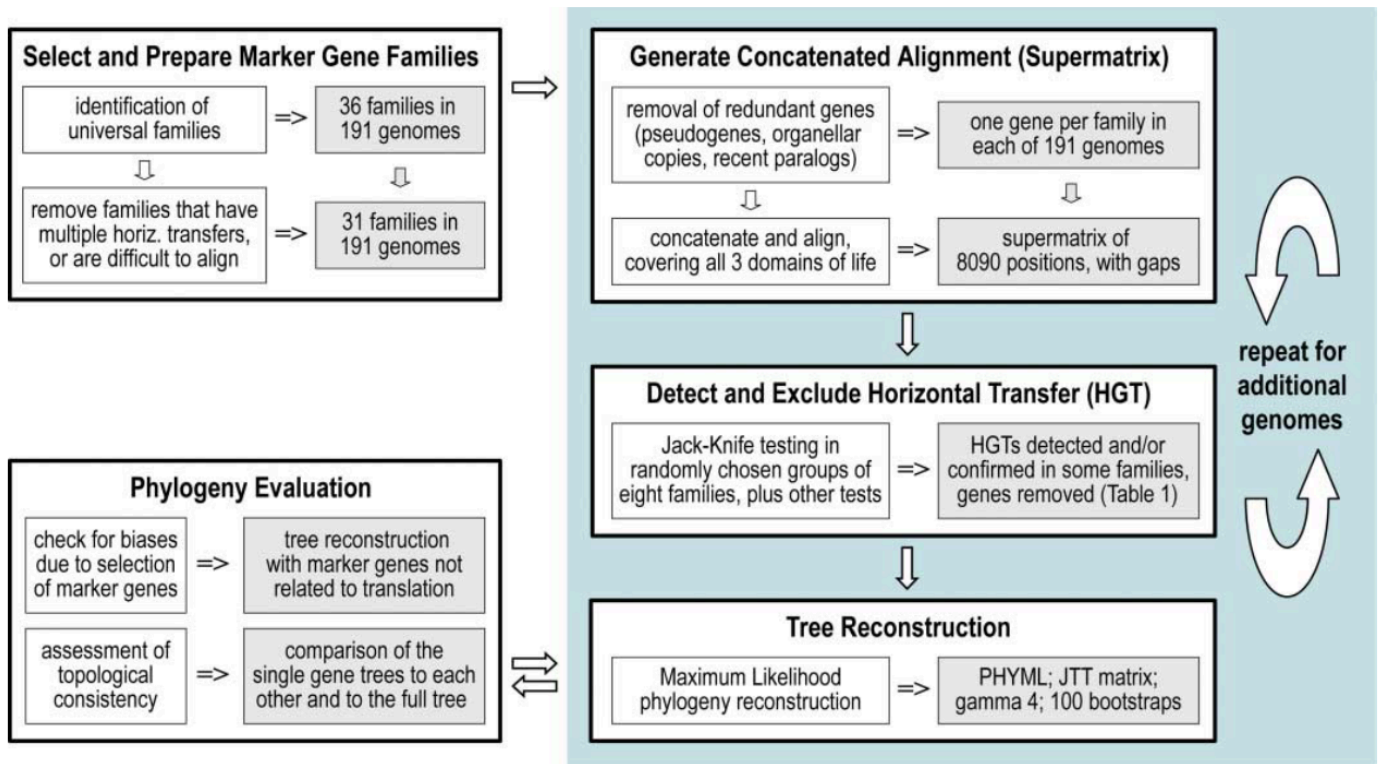 Select and Prepare Marker Gene Families
identification of
universal families
=>
36 families in
191 genomes
remove families that have
multiple horiz. transfers,
or are difficult to align
=>
31 families in
191 genomes
Generate Concatenated Alignment (Supermatrix)
removal of redundant genes
(pseudogenes, organellar
copies, recent paralogs)
=>
one gene per family in
each of 191 genomes
concatenate and align,
covering all 3 domains of life
=>
supermatrix of
8090 positions, with gaps
Detect and Exclude Horizontal Transfer (HGT)
Jack-Knife testing in
randomly chosen groups of
eight families, plus other tests
=>
HGTs detected and/or
confirmed in some families,
genes removed (Table 1)
repeat for
additional
genomes
Tree Reconstruction
Maximum Likelihood
phylogeny reconstruction
=>
PHYML; JTT matrix;
gamma 4; 100 bootstraps
Phylogeny Evaluation
check for biases
due to selection
of marker genes
=>
tree reconstruction
with marker genes not
related to translation
assessment of
topological
consistency
=>
comparison of the
single gene trees to each
other and to the full tree